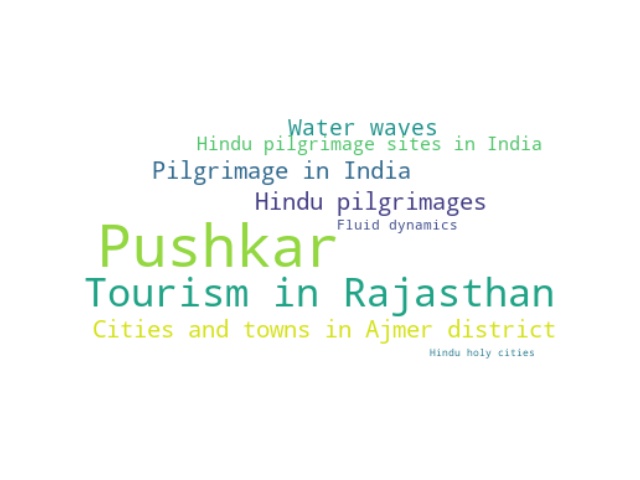 Water waves
Hindu pilgrimage sites in India
Pilgrimage in India
Hindu pilgrimages
Fluid dynamics
Pushkar
Tourism in Rajasthan
Cities and towns in Ajmer district
Hindu holy cities